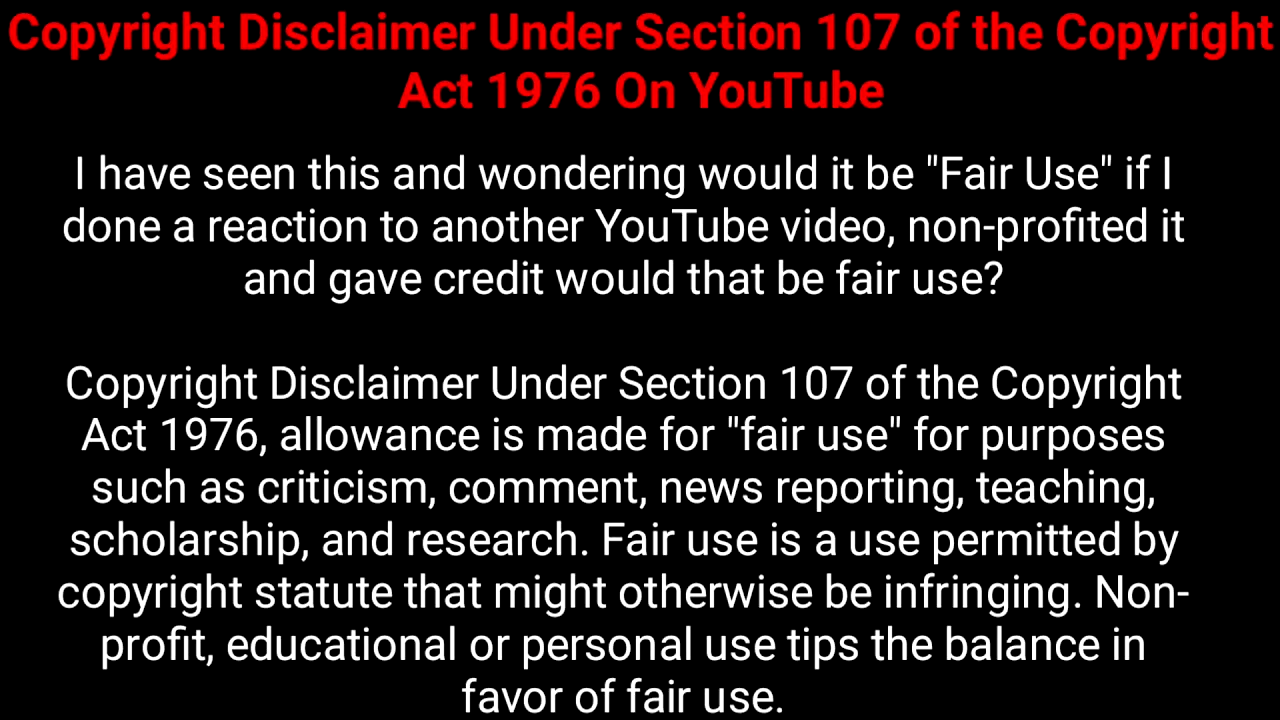 Copyright Disclaimer Under Section 107 of the Copyright
Act 1976 On YouTube
I have seen this and wondering would it be "Fair Use" if I
done a reaction to another YouTube video, non-profited it
and gave credit would that be fair use?
Copyright Disclaimer Under Section 107 of the Copyright
Act 1976, allowance is made for "fair use" for purposes
such as criticism, comment, news reporting, teaching,
scholarship, and research. Fair use is a use permitted by
copyright statute that might otherwise be infringing. Non-
profit, educational or personal use tips the balance in
favor of fair use.